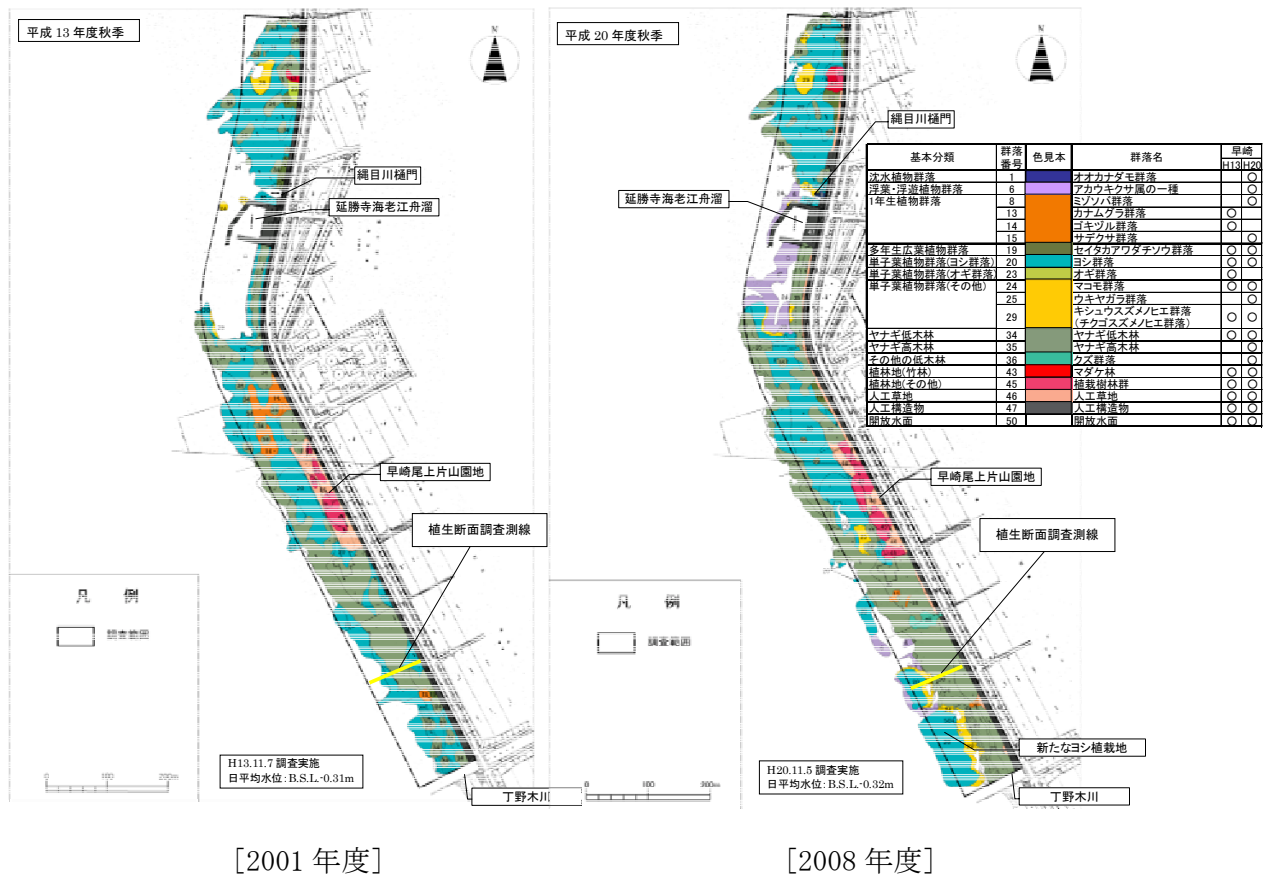 平成 13 年度秋季
N
縄目川樋門
延勝寺海老江舟溜
早崎尾上片山園地
植生断面調査測線
凡 例
調査範囲
H13.11.7 調査実施
日平均水位: B.S.L.-0.31m
0 100 200m
丁野木川
[2001 年度]
平成 20 年度秋季
N
縄目川樋門
延勝寺海老江舟溜
基本分類 群落番号 色見本 群落名 早崎 H13 H20
沈水植物群落 1 オオカナダモ群落 ○
浮葉・浮遊植物群落 6 アカウキクサ属の一種 ○
1年生植物群落 8 ミゾソバ群落 ○
13 カナムグラ群落 ○
14 ゴキヅル群落 ○
15 サデクサ群落 ○
多年生広葉植物群落 19 セイタカアワダチソウ群落 ○ ○
単子葉植物群落(ヨシ群落) 20 ヨシ群落 ○ ○
単子葉植物群落(オギ群落) 23 オギ群落 ○
単子葉植物群落(その他) 24 マコモ群落 ○ ○
25 ウキヤガラ群落 ○
29 キシュウスズメノヒエ群落 ○ ○
(チクゴスズメノヒエ群落)
ヤナギ低木林 34 ヤナギ低木林 ○ ○
ヤナギ高木林 35 ヤナギ高木林 ○
その他の低木林 36 クズ群落 ○
植林地(竹林) 43 マダケ林 ○ ○
植林地(その他) 45 植栽樹林群 ○ ○
人工草地 46 人工草地 ○ ○
人工構造物 47 人工構造物 ○ ○
開放水面 50 開放水面 ○ ○
早崎尾上片山園地
植生断面調査測線
凡 例
調査範囲
新たなヨシ植栽地
H20.11.5 調査実施
日平均水位: B.S.L.-0.32m
0 100 200m
丁野木川
[2008 年度]